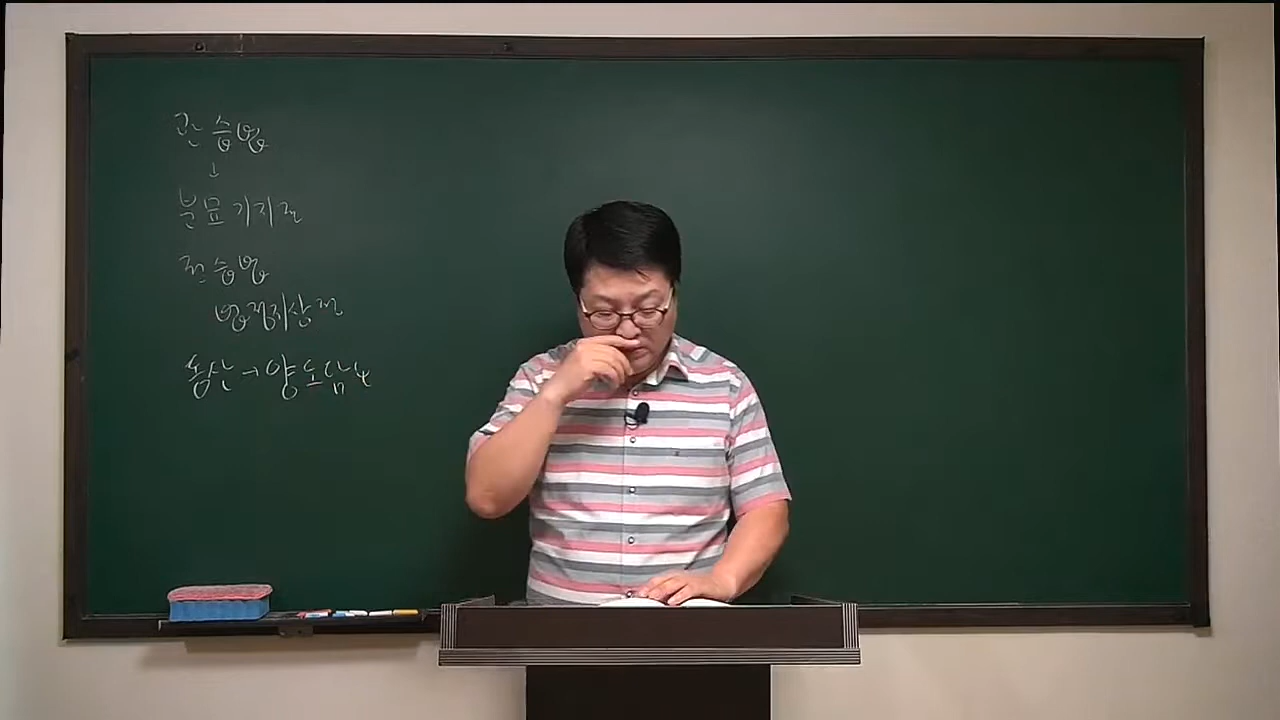 관습법
↓
분묘기지권
관습법
법정지상권
동산 → 양도담보